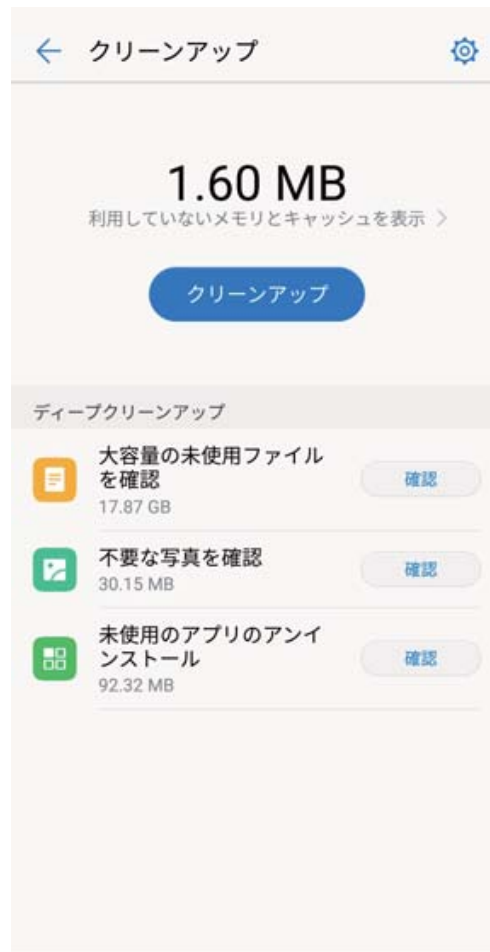 クリーンアップ
1.60 MB
利用していないメモリとキャッシュを表示
クリーンアップ
ディープクリーンアップ
大容量の未使用ファイル
を確認
確認
17.87 GB
不要な写真を確認
確認
30.15 MB
未使用のアプリのアンイ
ンストール
確認
92.32 MB